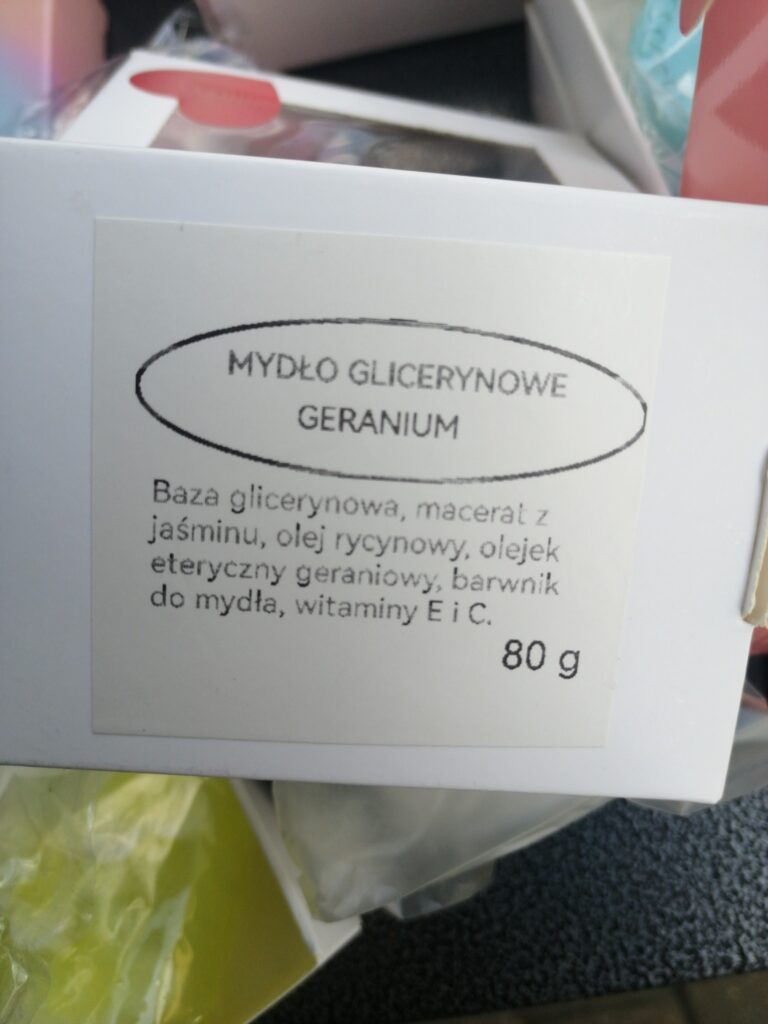 MYDŁO GLICERYNOWE
GERANIUM
Baza glicerynowa, macerat z
jaśminu, olej rycynowy, olejek
eteryczny geraniowy, barwnik
do mydła, witaminy E i C.
80 g